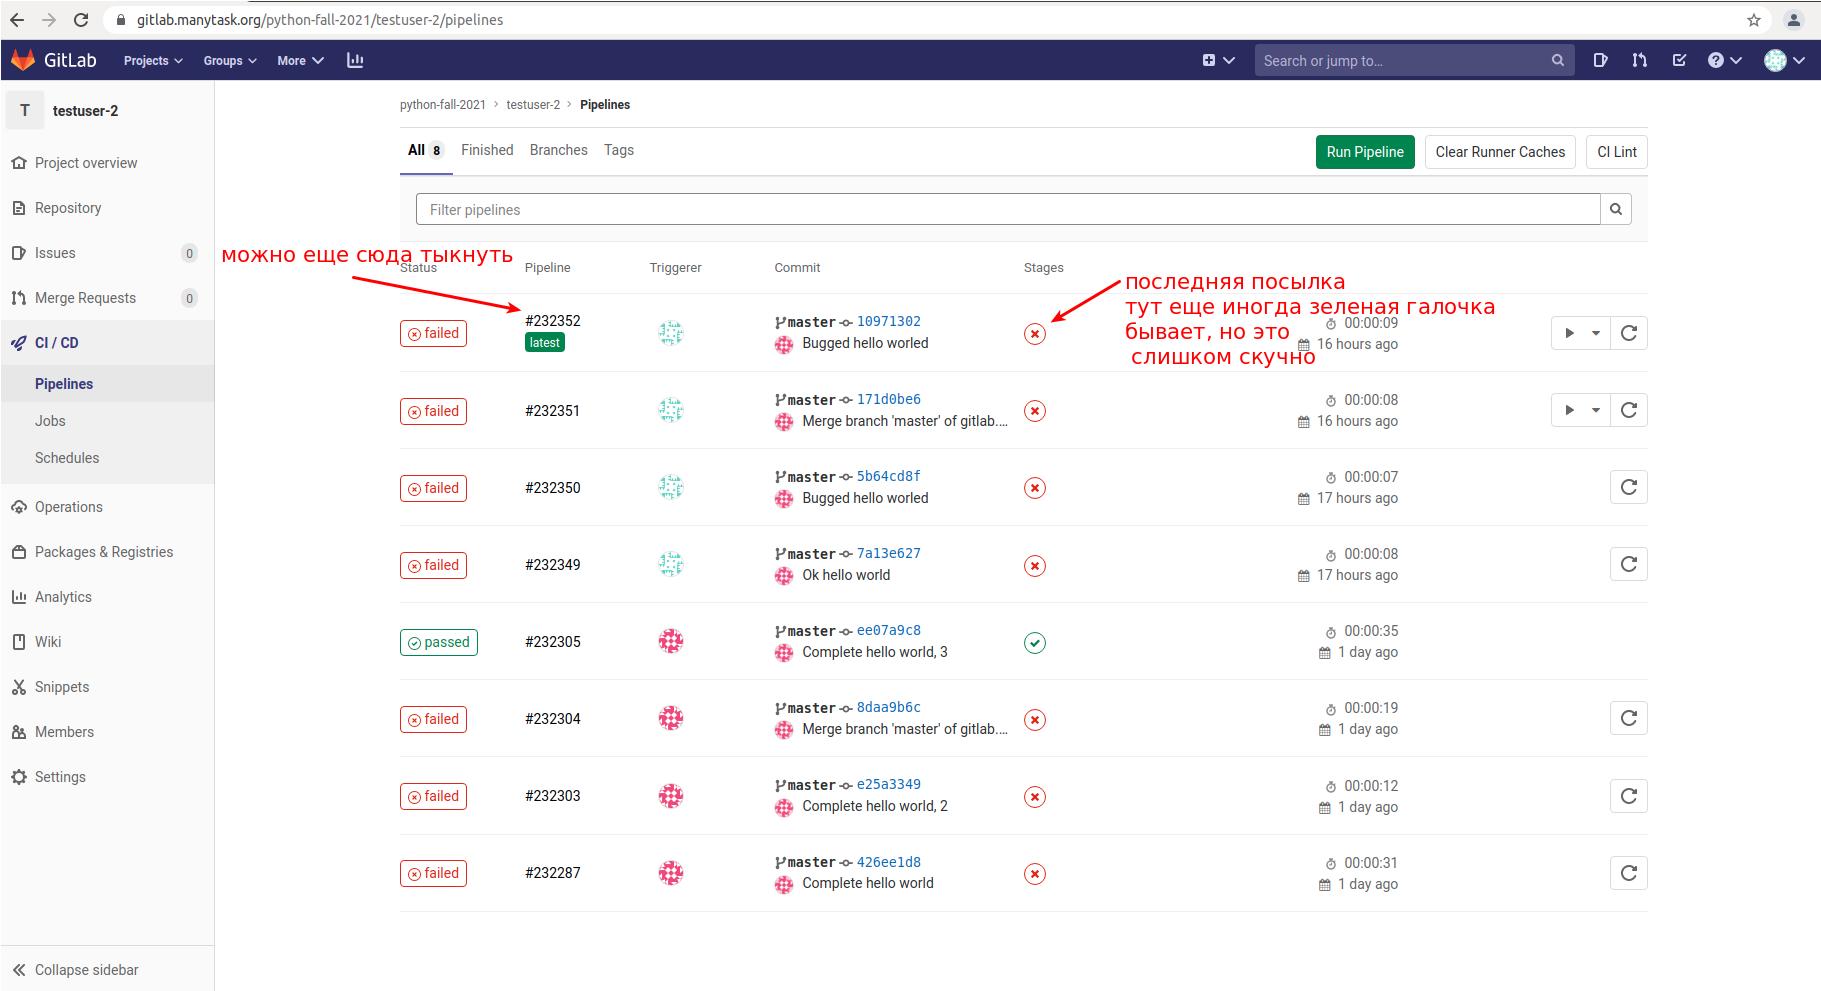 gitlab.manytask.org/python-fall-2021/testuser-2/pipelines
GitLab Projects Groups More Search or jump to...
T testuser-2
Project overview
Repository
Issues 0
Merge Requests 0
CI / CD
Pipelines
Jobs
Schedules
Operations
Packages & Registries
Analytics
Wiki
Snippets
Members
Settings
Collapse sidebar
python-fall-2021 > testuser-2 > Pipelines
All 8 Finished Branches Tags Run Pipeline Clear Runner Caches CI Lint
Filter pipelines
можно еще сюда тыкнуть
Status Pipeline Triggerer Commit Stages
последняя посылка
тут еще иногда зеленая галочка
бывает, но это
слишком скучно
failed #232352 master 10971302 00:00:09
latest Bugged hello worled 16 hours ago
failed #232351 master 171d0be6 00:00:08
Merge branch 'master' of gitlab....  16 hours ago
failed #232350 master 5b64cd8f 00:00:07
Bugged hello worled 17 hours ago
failed #232349 master 7a13e627 00:00:08
Ok hello world 17 hours ago
passed #232305 master ee07a9c8 00:00:35
Complete hello world, 3 1 day ago
failed #232304 master 8daa9b6c 00:00:19
Merge branch 'master' of gitlab.... 1 day ago
failed #232303 master e25a3349 00:00:12
Complete hello world, 2 1 day ago
failed #232287 master 426ee1d8 00:00:31
Complete hello world 1 day ago